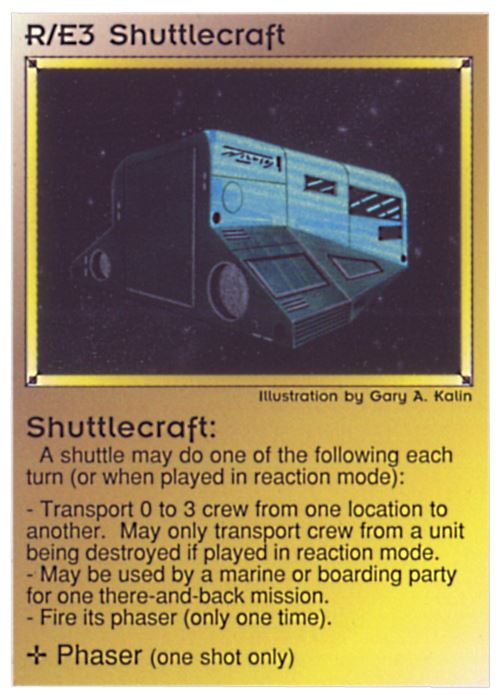 R/E3 Shuttlecraft
Illustration by Gary A. Kalin
Shuttlecraft:
A shuttle may do one of the following each
turn (or when played in reaction mode):
- Transport 0 to 3 crew from one location to
another. May only transport crew from a unit
being destroyed if played in reaction mode.
- May be used by a marine or boarding party
for one there-and-back mission.
- Fire its phaser (only one time).
✛ Phaser (one shot only)